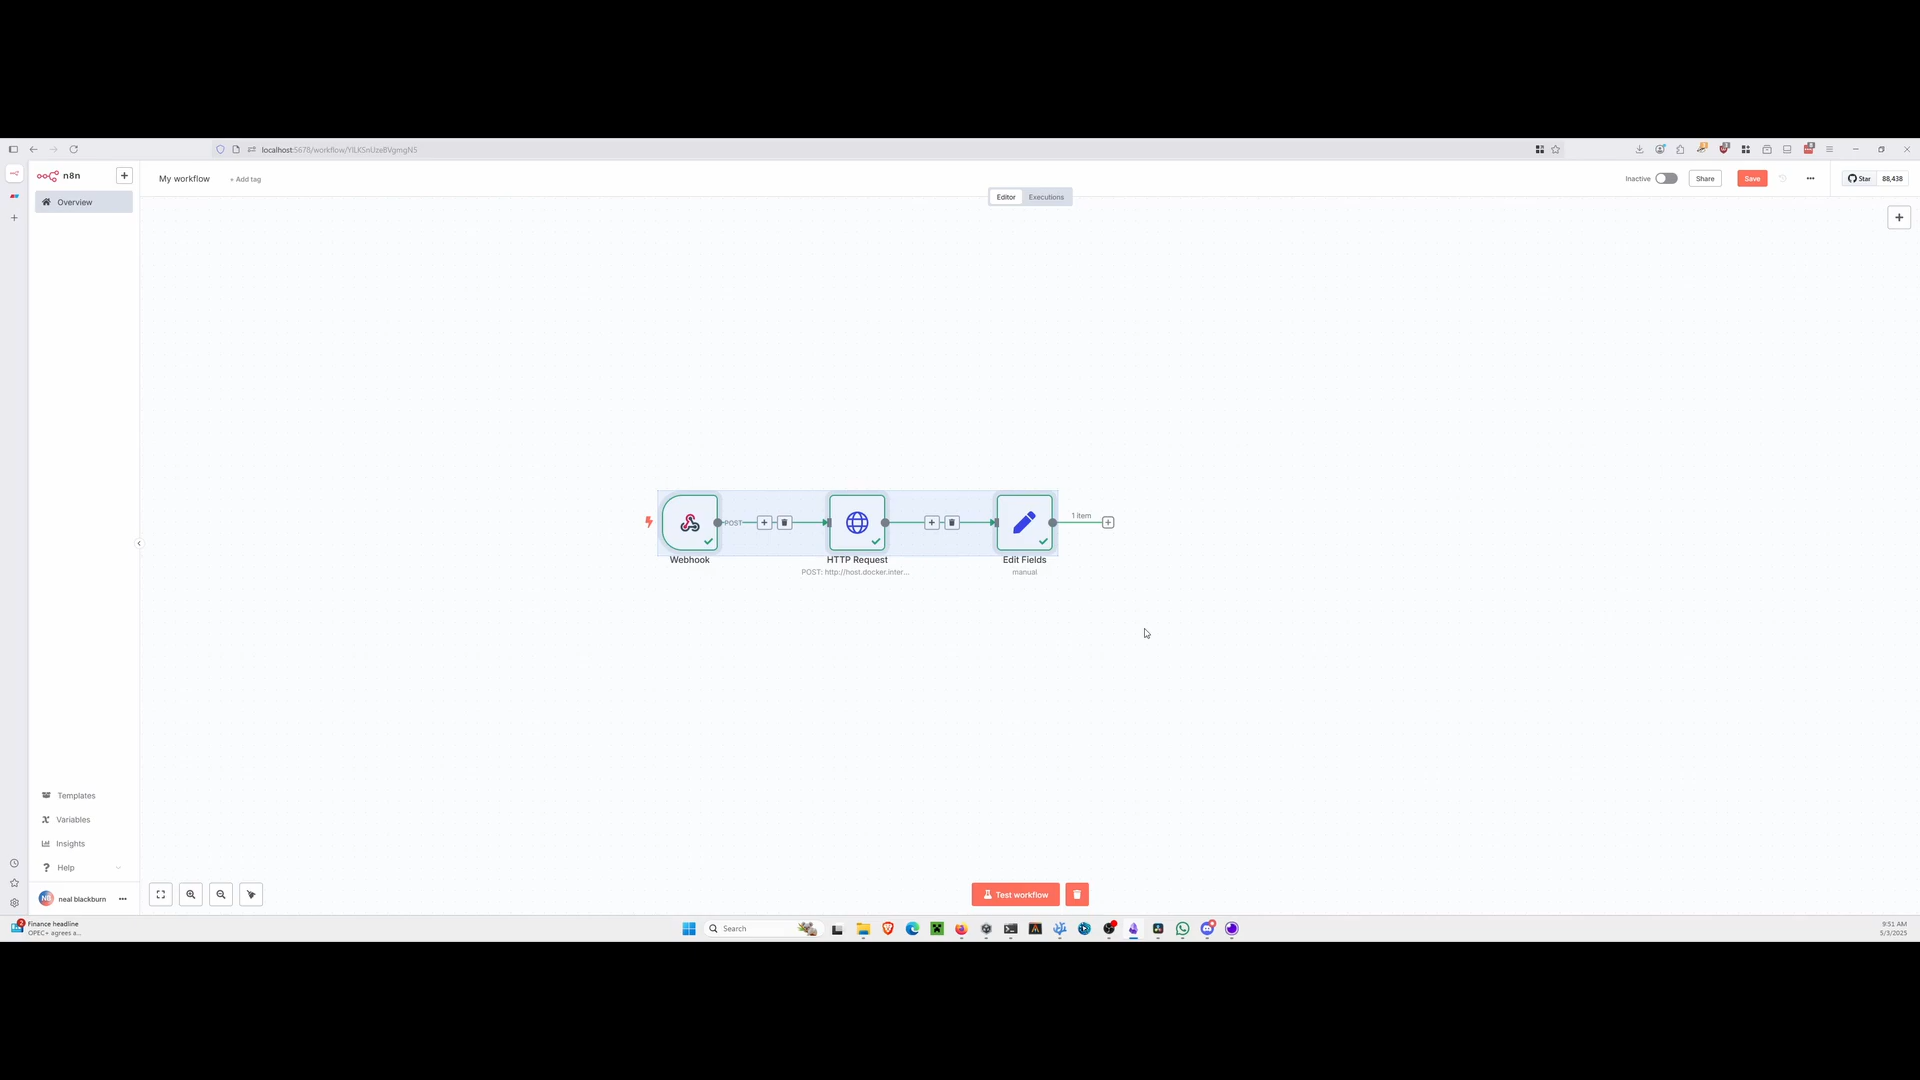 localhost:5678/workflow/YlLKSnUzeBVgmgN5
n8n
My workflow
+ Add tag
Inactive
Share
Save
Star
88,438
Overview
Editor
Executions
POST
1 item
Webhook
HTTP Request
Edit Fields
POST: http://host.docker.inter...
manual
Templates
Variables
Insights
Help
NB
neal blackburn
Test workflow
Finance headline
OPEC+ agrees a...
Search
9:51 AM
5/3/2025